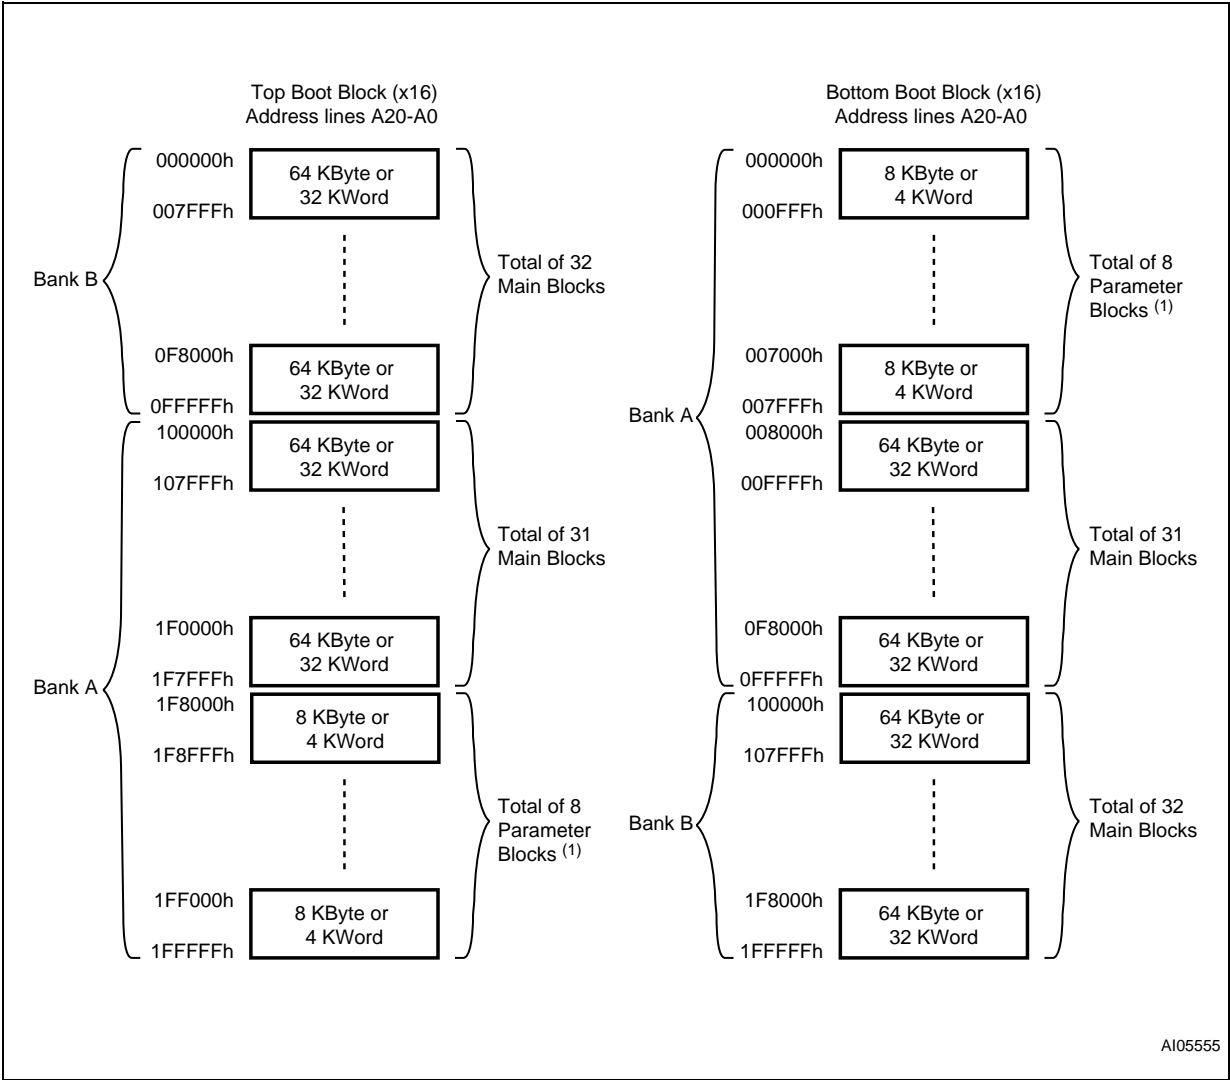 Top Boot Block (x16)
Address lines A20-A0
000000h
64 KByte or
32 KWord
007FFFh
Bank B
Total of 32
Main Blocks
0F8000h
64 KByte or
32 KWord
0FFFFFh
100000h
64 KByte or
32 KWord
107FFFh
Total of 31
Main Blocks
1F0000h
64 KByte or
32 KWord
1F7FFFh
Bank A
1F8000h
8 KByte or
4 KWord
1F8FFFh
Total of 8
Parameter
Blocks (1)
1FF000h
8 KByte or
4 KWord
1FFFFFh
Bottom Boot Block (x16)
Address lines A20-A0
000000h
8 KByte or
4 KWord
000FFFh
Total of 8
Parameter
Blocks (1)
007000h
8 KByte or
4 KWord
007FFFh
Bank A
008000h
64 KByte or
32 KWord
00FFFFh
Total of 31
Main Blocks
0F8000h
64 KByte or
32 KWord
0FFFFFh
100000h
64 KByte or
32 KWord
107FFFh
Bank B
Total of 32
Main Blocks
1F8000h
64 KByte or
32 KWord
1FFFFFh
AI05555